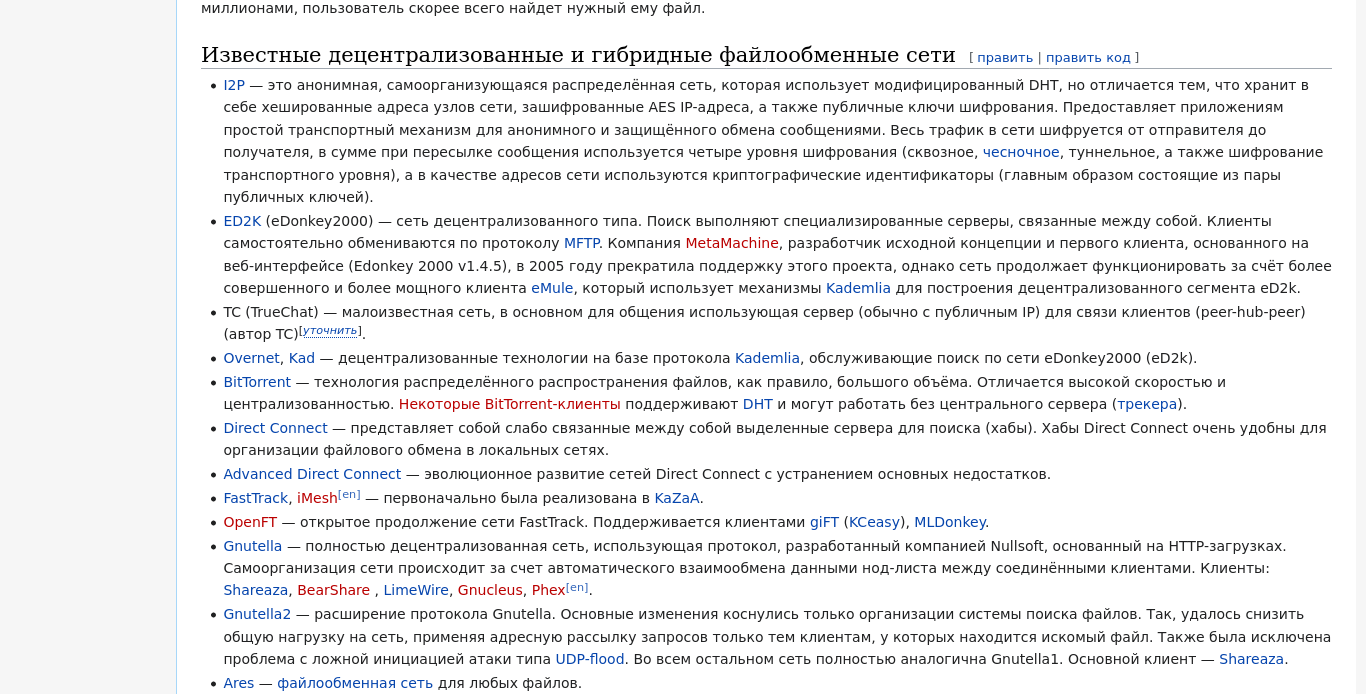 миллионами, пользователь скорее всего найдет нужный ему файл.
Известные децентрализованные и гибридные файлообменные сети [ править | править код ]
• I2P — это анонимная, самоорганизующаяся распределённая сеть, которая использует модифицированный DHT, но отличается тем, что хранит в
себе хешированные адреса узлов сети, зашифрованные AES IP-адреса, а также публичные ключи шифрования. Предоставляет приложениям
простой транспортный механизм для анонимного и защищённого обмена сообщениями. Весь трафик в сети шифруется от отправителя до
получателя, в сумме при пересылке сообщения используется четыре уровня шифрования (сквозное, чесночное, туннельное, а также шифрование
транспортного уровня), а в качестве адресов сети используются криптографические идентификаторы (главным образом состоящие из пары
публичных ключей).
• ED2K (eDonkey2000) — сеть децентрализованного типа. Поиск выполняют специализированные серверы, связанные между собой. Клиенты
самостоятельно обмениваются по протоколу MFTP. Компания MetaMachine, разработчик исходной концепции и первого клиента, основанного на
веб-интерфейсе (Edonkey 2000 v1.4.5), в 2005 году прекратила поддержку этого проекта, однако сеть продолжает функционировать за счёт более
совершенного и более мощного клиента eMule, который использует механизмы Kademlia для построения децентрализованного сегмента eD2k.
• TC (TrueChat) — малоизвестная сеть, в основном для общения использующая сервер (обычно с публичным IP) для связи клиентов (peer-hub-peer)
(автор TC)[уточнить].
• Overnet, Kad — децентрализованные технологии на базе протокола Kademlia, обслуживающие поиск по сети eDonkey2000 (eD2k).
• BitTorrent — технология распределённого распространения файлов, как правило, большого объёма. Отличается высокой скоростью и
централизованностью. Некоторые BitTorrent-клиенты поддерживают DHT и могут работать без центрального сервера (трекера).
• Direct Connect — представляет собой слабо связанные между собой выделенные сервера для поиска (хабы). Хабы Direct Connect очень удобны для
организации файлового обмена в локальных сетях.
• Advanced Direct Connect — эволюционное развитие сетей Direct Connect с устранением основных недостатков.
• FastTrack, iMesh[en] — первоначально была реализована в KaZaA.
• OpenFT — открытое продолжение сети FastTrack. Поддерживается клиентами giFT (KCeasy), MLDonkey.
• Gnutella — полностью децентрализованная сеть, использующая протокол, разработанный компанией Nullsoft, основанный на HTTP-загрузках.
Самоорганизация сети происходит за счет автоматического взаимообмена данными нод-листа между соединёнными клиентами. Клиенты:
Shareaza, BearShare , LimeWire, Gnucleus, Phex[en].
• Gnutella2 — расширение протокола Gnutella. Основные изменения коснулись только организации системы поиска файлов. Так, удалось снизить
общую нагрузку на сеть, применяя адресную рассылку запросов только тем клиентам, у которых находится искомый файл. Также была исключена
проблема с ложной инициацией атаки типа UDP-flood. Во всем остальном сеть полностью аналогична Gnutella1. Основной клиент — Shareaza.
• Ares — файлообменная сеть для любых файлов.